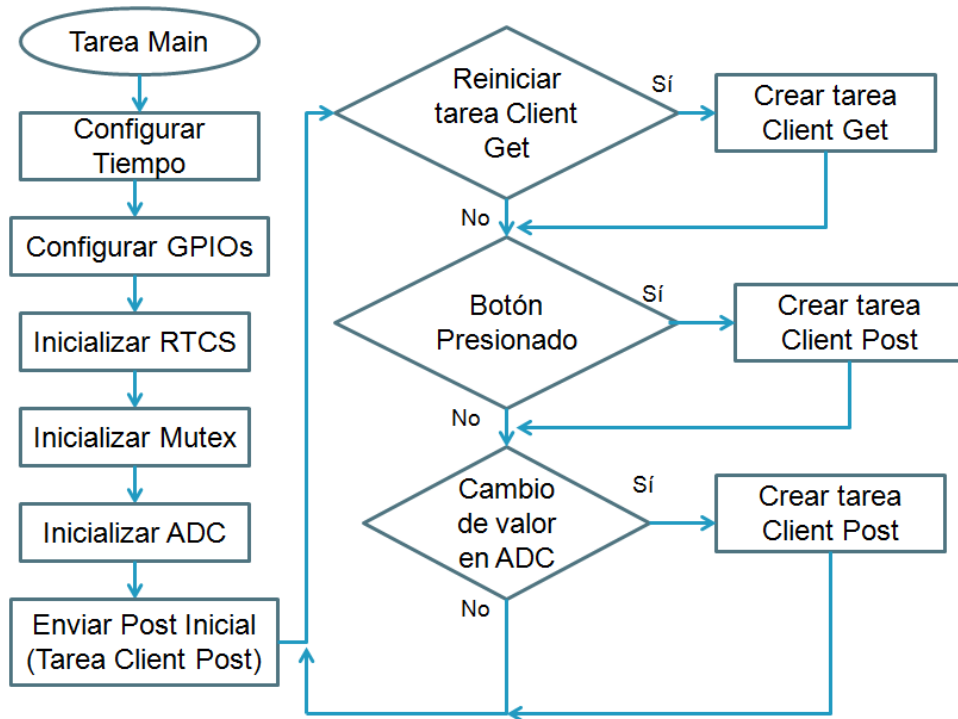 Tarea Main
Configurar
Tiempo
Configurar GPIOs
Inicializar RTCS
Inicializar Mutex
Inicializar ADC
Enviar Post Inicial
(Tarea Client Post)
Reiniciar
tarea Client
Get
Sí
Crear tarea
Client Get
No
Botón
Presionado
Sí
Crear tarea
Client Post
No
Cambio
de valor
en ADC
Sí
Crear tarea
Client Post
No